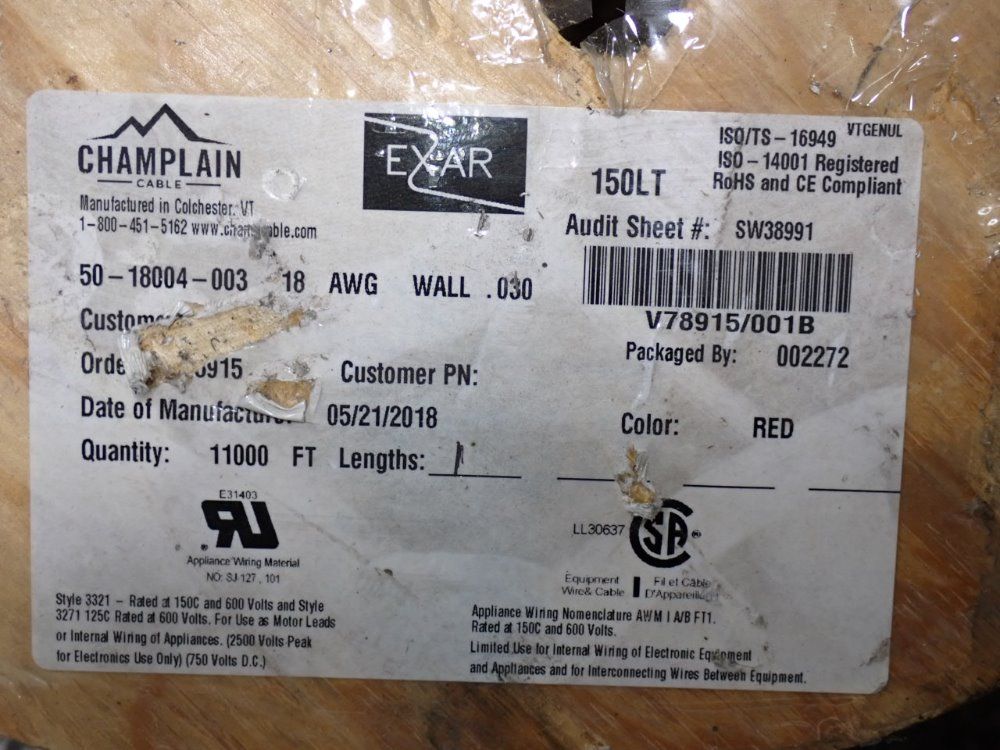 CHAMPLAIN
CABLE
Manufactured in Colchester, VT
1-800-451-5162
EXAR
150LT
ISO/TS-16949 VTGENUL
ISO-14001 Registered
RoHS and CE Compliant
Audit Sheet #: SW38991
50-18004-003 18 AWG WALL .030
V78915/001B
Packaged By: 002272
Customer PN:
Date of Manufacture: 05/21/2018
Color: RED
Quantity: 11000 FT Lengths: 1
E31403
RU
Appliance Wiring Material
NO: SJ 127, 101
Style 3321 - Rated at 150C and 600 Volts and Style
3271 125C Rated at 600 Volts. For Use as Motor Leads
or Internal Wiring of Appliances. (2500 Volts Peak
for Electronics Use Only) (750 Volts D.C.)
LL30637 SA ®
Equipment
Wire & Cable
Fil et Câble
Appliance Wiring Nomenclature AWM I A/B FT1.
Rated at 150C and 600 Volts.
Limited Use for Internal Wiring of Electronic Equipment
and Appliances and for Interconnecting Wires Between Equipment.